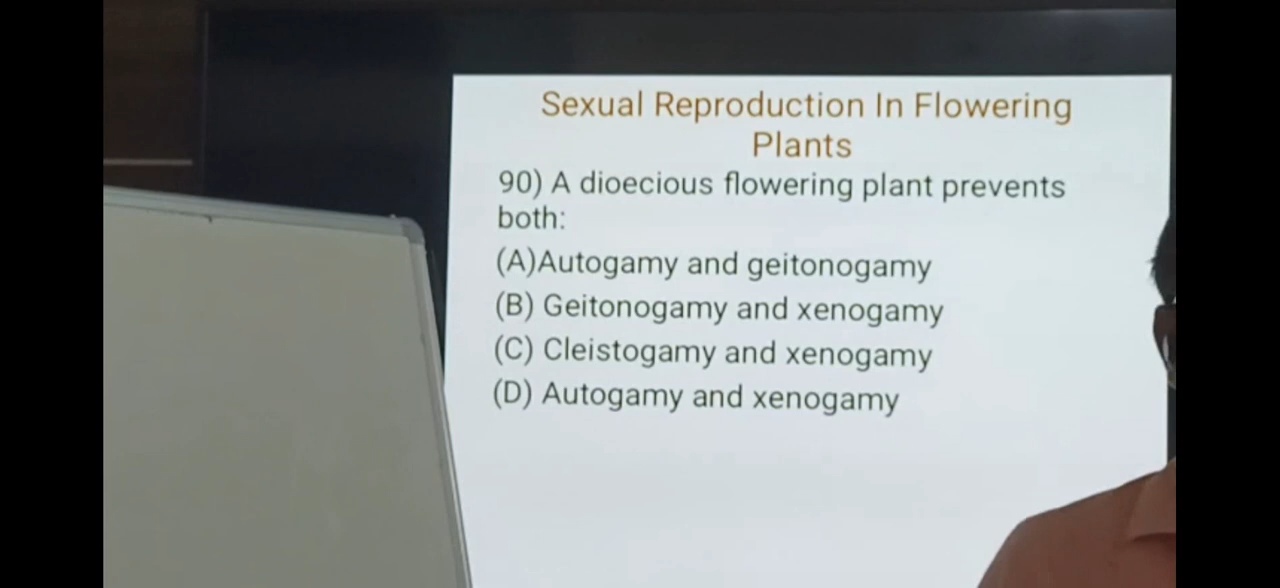 Sexual Reproduction In Flowering
Plants
90) A dioecious flowering plant prevents
both:
(A)Autogamy and geitonogamy
(B) Geitonogamy and xenogamy
(C) Cleistogamy and xenogamy
(D) Autogamy and xenogamy